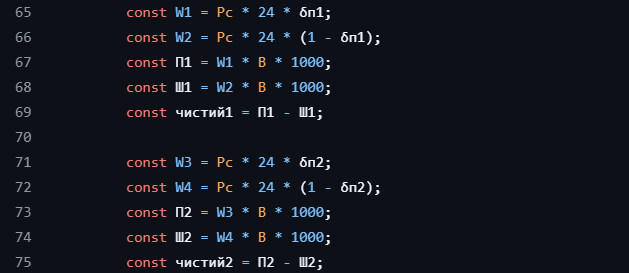 65 const W1 = Pc * 24 * δп1;
66 const W2 = Pc * 24 * (1 - δп1);
67 const П1 = W1 * B * 1000;
68 const Ш1 = W2 * B * 1000;
69 const чистий1 = П1 - Ш1;
70
71 const W3 = Pc * 24 * δп2;
72 const W4 = Pc * 24 * (1 - δп2);
73 const П2 = W3 * B * 1000;
74 const Ш2 = W4 * B * 1000;
75 const чистий2 = П2 - Ш2;